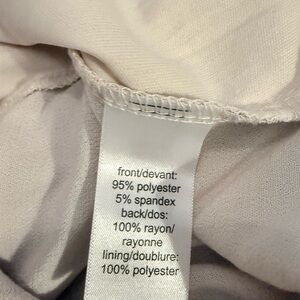 front/devant:
95% polyester
5% spandex
back/dos:
100% rayon/
rayonne
lining/doublure:
100% polyester